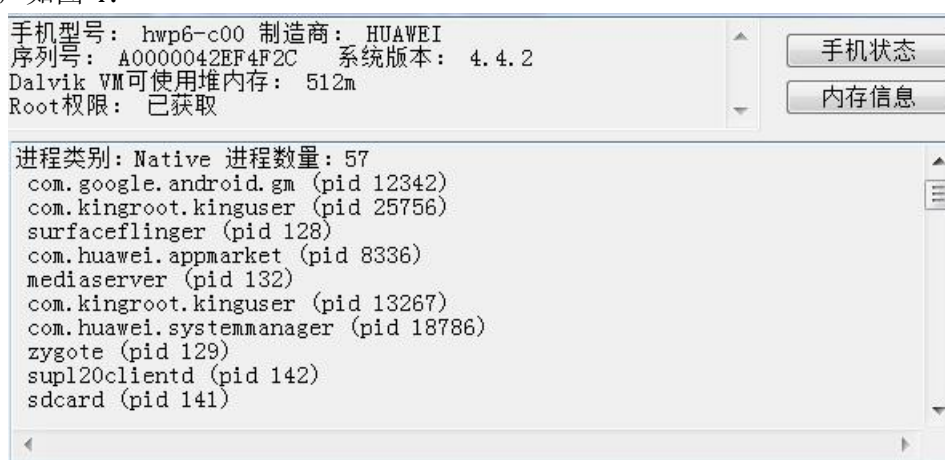 手机型号： hwp6-c00 制造商： HUAWEI
序列号： A0000042EF4F2C 系统版本： 4.4.2
Dalvik VM可使用堆内存： 512m
Root权限： 已获取
手机状态
内存信息
进程类别：Native 进程数量：57
com.google.android.gm (pid 12342)
com.kingroot.kinguser (pid 25756)
surfaceflinger (pid 128)
com.huawei.appmarket (pid 8336)
mediaserver (pid 132)
com.kingroot.kinguser (pid 13267)
com.huawei.systemmanager (pid 18786)
zygote (pid 129)
supl20clientd (pid 142)
sdcard (pid 141)